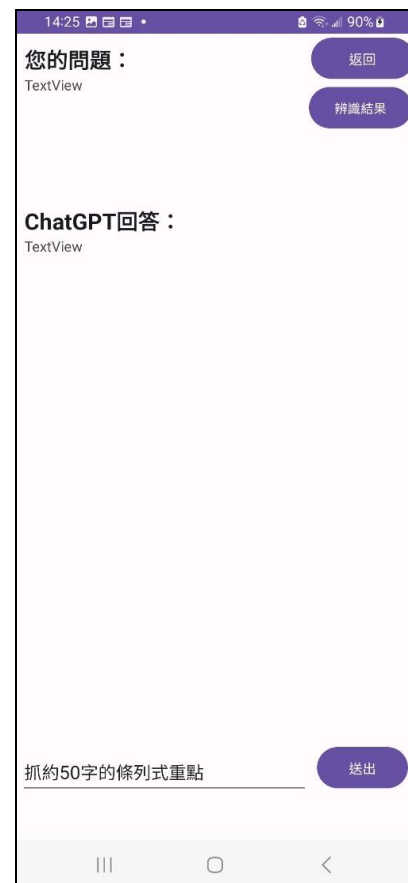 14:25 90%
您的問題：
返回
TextView
辨識結果
ChatGPT回答：
TextView
抓約50字的條列式重點
送出